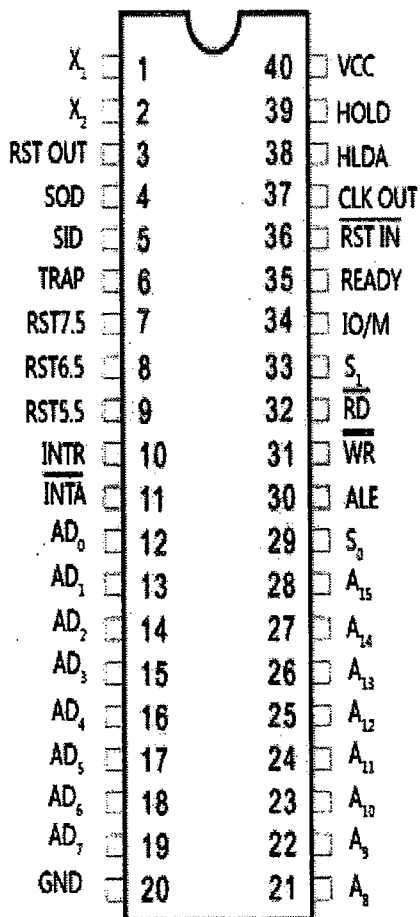 X₁ 1 40 VCC
X₂ 2 39 HOLD
RST OUT 3 38 HLDA
SOD 4 37 CLK OUT
SID 5 36 RST IN
TRAP 6 35 READY
RST7.5 7 34 IO/M
RST6.5 8 33 S₁
RST5.5 9 32 RD
INTR 10 31 WR
INTA 11 30 ALE
AD₀ 12 29 S₀
AD₁ 13 28 A₁₅
AD₂ 14 27 A₁₄
AD₃ 15 26 A₁₃
AD₄ 16 25 A₁₂
AD₅ 17 24 A₁₁
AD₆ 18 23 A₁₀
AD₇ 19 22 A₉
GND 20 21 A₈